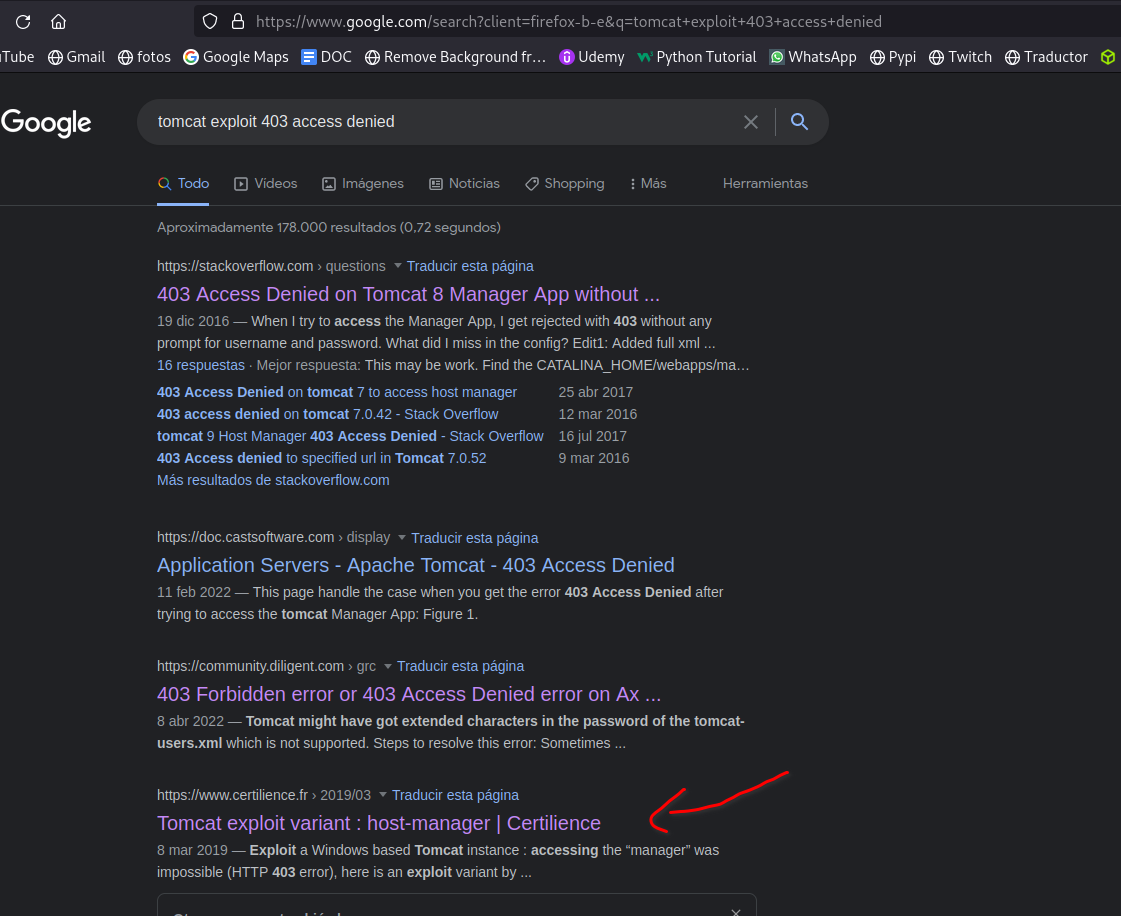 https://www.google.com/search?client=firefox-b-e&q=tomcat+exploit+403+access+denied
Tube Gmail fotos Google Maps DOC Remove Background fr... Udemy Python Tutorial WhatsApp Pypi Twitch Traductor
Google tomcat exploit 403 access denied
Todo Vídeos Imágenes Noticias Shopping Más Herramientas
Aproximadamente 178.000 resultados (0,72 segundos)
https://stackoverflow.com › questions Traducir esta página
403 Access Denied on Tomcat 8 Manager App without ...
19 dic 2016 — When I try to access the Manager App, I get rejected with 403 without any
prompt for username and password. What did I miss in the config? Edit1: Added full xml ...
16 respuestas · Mejor respuesta: This may be work. Find the CATALINA_HOME/webapps/ma…
403 Access Denied on tomcat 7 to access host manager 25 abr 2017
403 access denied on tomcat 7.0.42 - Stack Overflow 12 mar 2016
tomcat 9 Host Manager 403 Access Denied - Stack Overflow 16 jul 2017
403 Access denied to specified url in Tomcat 7.0.52 9 mar 2016
Más resultados de stackoverflow.com
https://doc.castsoftware.com › display Traducir esta página
Application Servers - Apache Tomcat - 403 Access Denied
11 feb 2022 — This page handle the case when you get the error 403 Access Denied after
trying to access the tomcat Manager App: Figure 1.
https://community.diligent.com › grc Traducir esta página
403 Forbidden error or 403 Access Denied error on Ax ...
8 abr 2022 — Tomcat might have got extended characters in the password of the tomcat-
users.xml which is not supported. Steps to resolve this error: Sometimes ...
https://www.certilience.fr › 2019/03 Traducir esta página
Tomcat exploit variant : host-manager | Certilience
8 mar 2019 — Exploit a Windows based Tomcat instance : accessing the “manager” was
impossible (HTTP 403 error), here is an exploit variant by ...